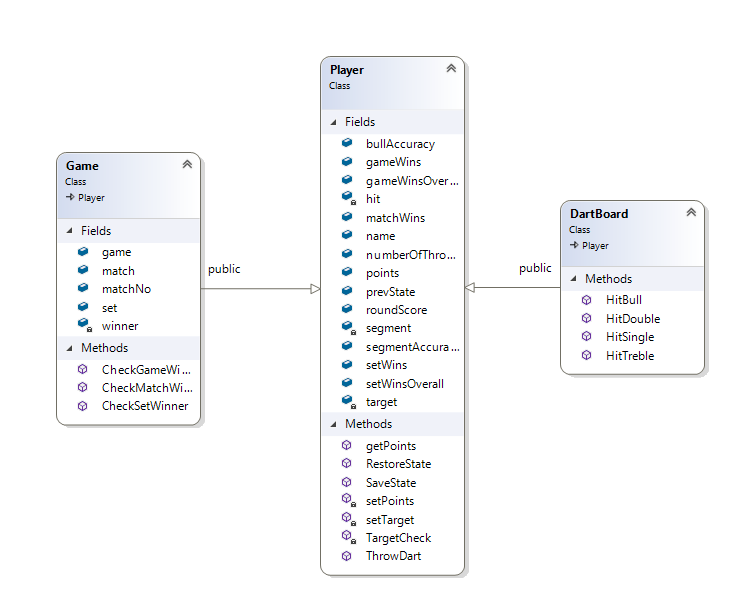 Game
Class
Player
Fields
game
match
matchNo
set
winner
Methods
CheckGameWi...
CheckMatchWi...
CheckSetWinner
public
Player
Class
Fields
bullAccuracy
gameWins
gameWinsOver...
hit
matchWins
name
numberOfThro...
points
prevState
roundScore
segment
segmentAccura...
setWins
setWinsOverall
target
Methods
getPoints
RestoreState
SaveState
setPoints
setTarget
TargetCheck
ThrowDart
public
DartBoard
Class
Player
Methods
HitBull
HitDouble
HitSingle
HitTreble